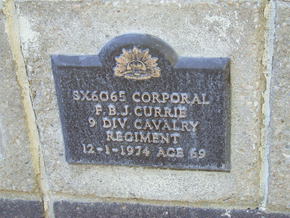 SX6065 CORPORAL
F.B.J. CURRIE
9 DIV. CAVALRY
REGIMENT
12-1-1974 AGE 69